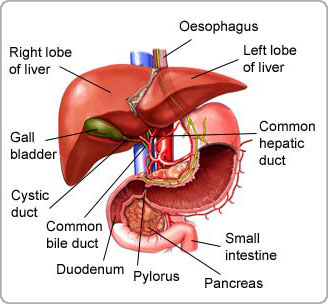 Oesophagus
Right lobe
of liver
Left lobe
of liver
Gall
bladder
Common
hepatic
duct
Cystic
duct
Common
bile duct
Small
intestine
Duodenum
Pylorus
Pancreas